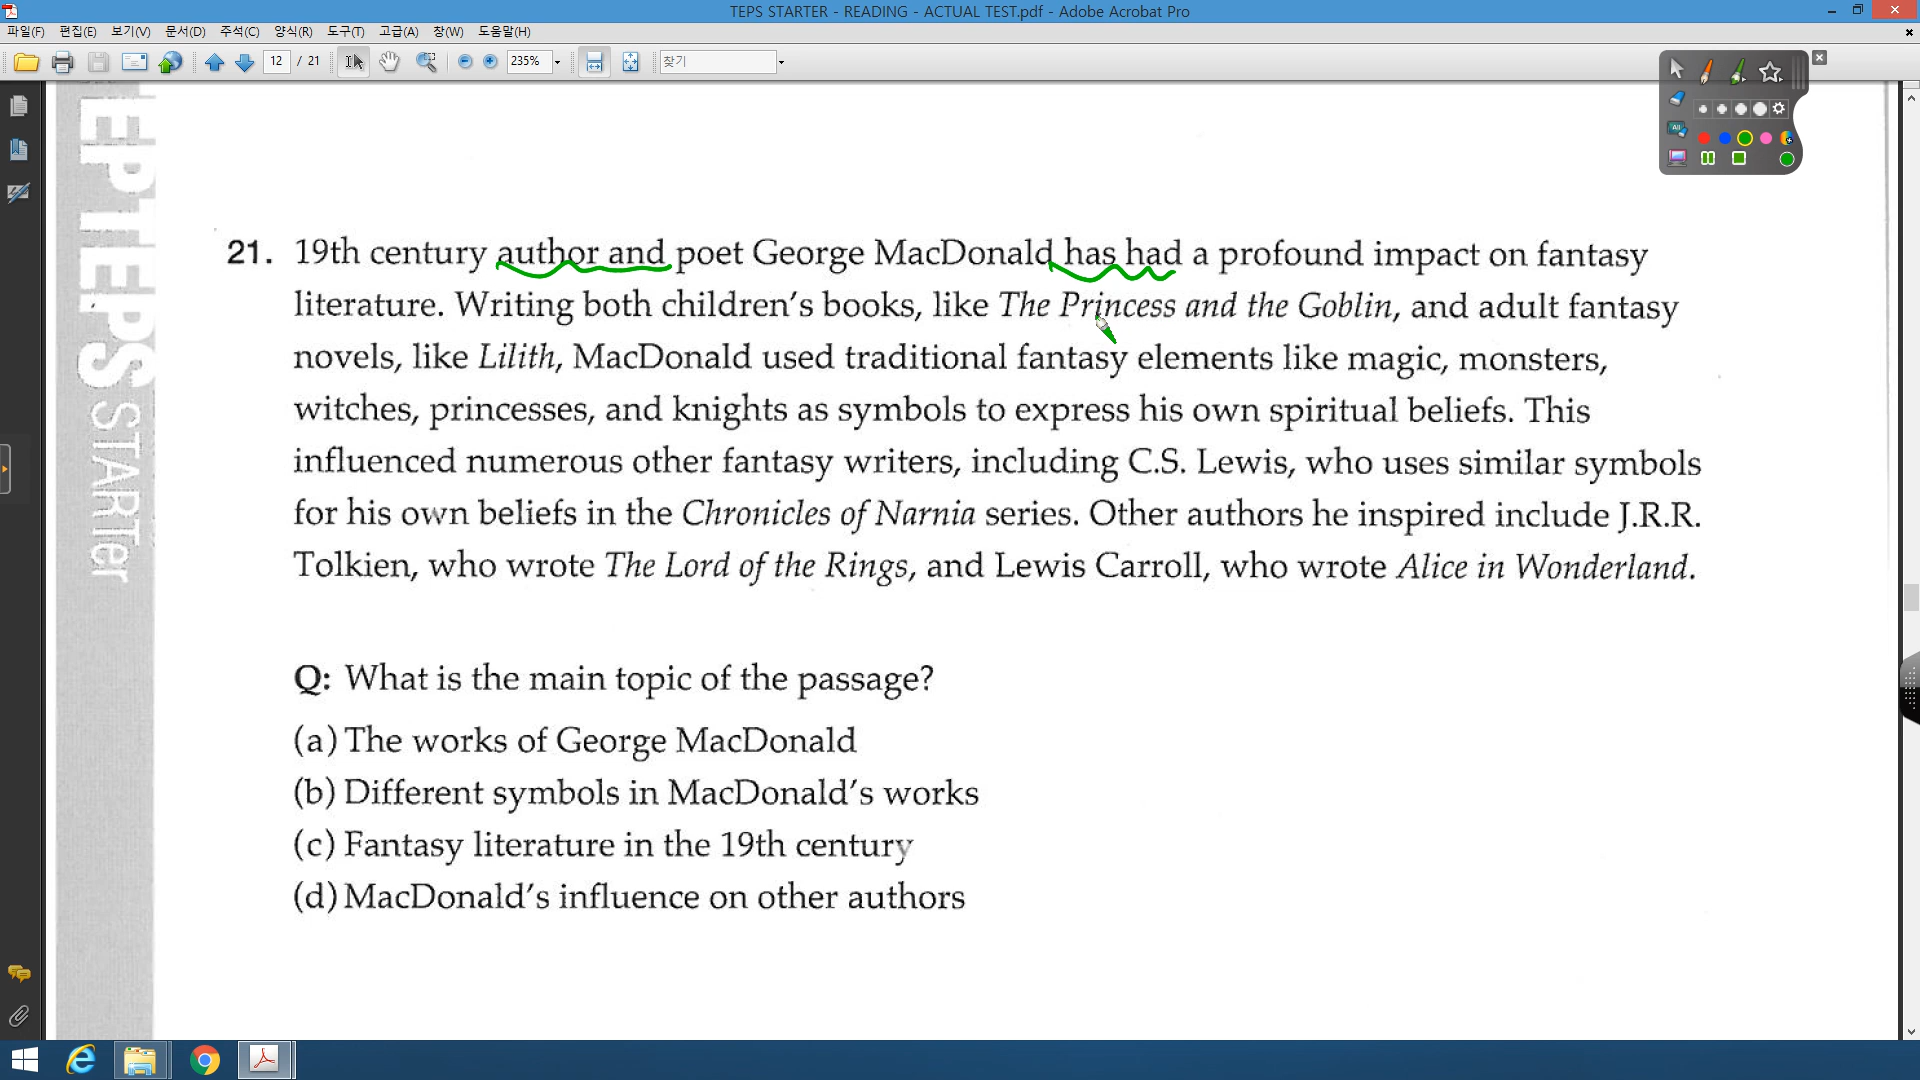 TEPS STARTER - READING - ACTUAL TEST.pdf - Adobe Acrobat Pro
파일(F) 편집(E) 보기(V) 문서(D) 주석(C) 양식(R) 도구(T) 고급(A) 창(W) 도움말(H)
12 / 21 235% 찾기
All
EPTEPS STARTer
21. 19th century author and poet George MacDonald has had a profound impact on fantasy
literature. Writing both children's books, like The Princess and the Goblin, and adult fantasy
novels, like Lilith, MacDonald used traditional fantasy elements like magic, monsters,
witches, princesses, and knights as symbols to express his own spiritual beliefs. This
influenced numerous other fantasy writers, including C.S. Lewis, who uses similar symbols
for his own beliefs in the Chronicles of Narnia series. Other authors he inspired include J.R.R.
Tolkien, who wrote The Lord of the Rings, and Lewis Carroll, who wrote Alice in Wonderland.
Q: What is the main topic of the passage?
(a) The works of George MacDonald
(b) Different symbols in MacDonald's works
(c) Fantasy literature in the 19th century
(d) MacDonald's influence on other authors